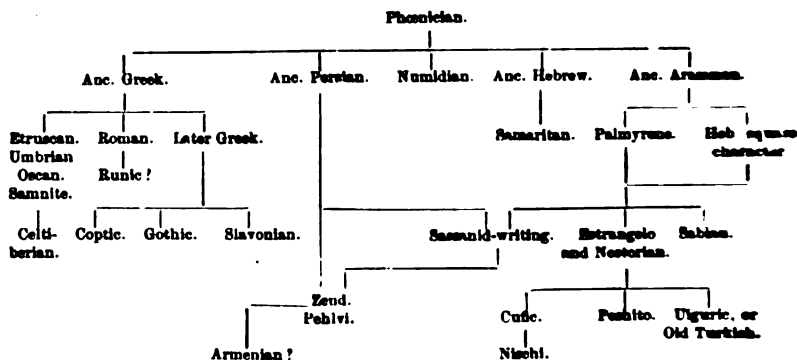 Phœnician.
Anc. Greek. Anc. Persian. Numidian. Anc. Hebrew. Anc. Aramæan.
Etruscan. Roman. Later Greek. Samaritan. Palmyrene. Heb square
Umbrian character
Oscan. Runic ?
Samnite.
Celti- Coptic. Gothic. Slavonian. Sassanid-writing. Estrangelo Sabian.
berian. and Nestorian.
Zend.
Pehlvi. Cufic. Peshito. Uiguric, or
Old Turkish.
Armenian ? Nischi.